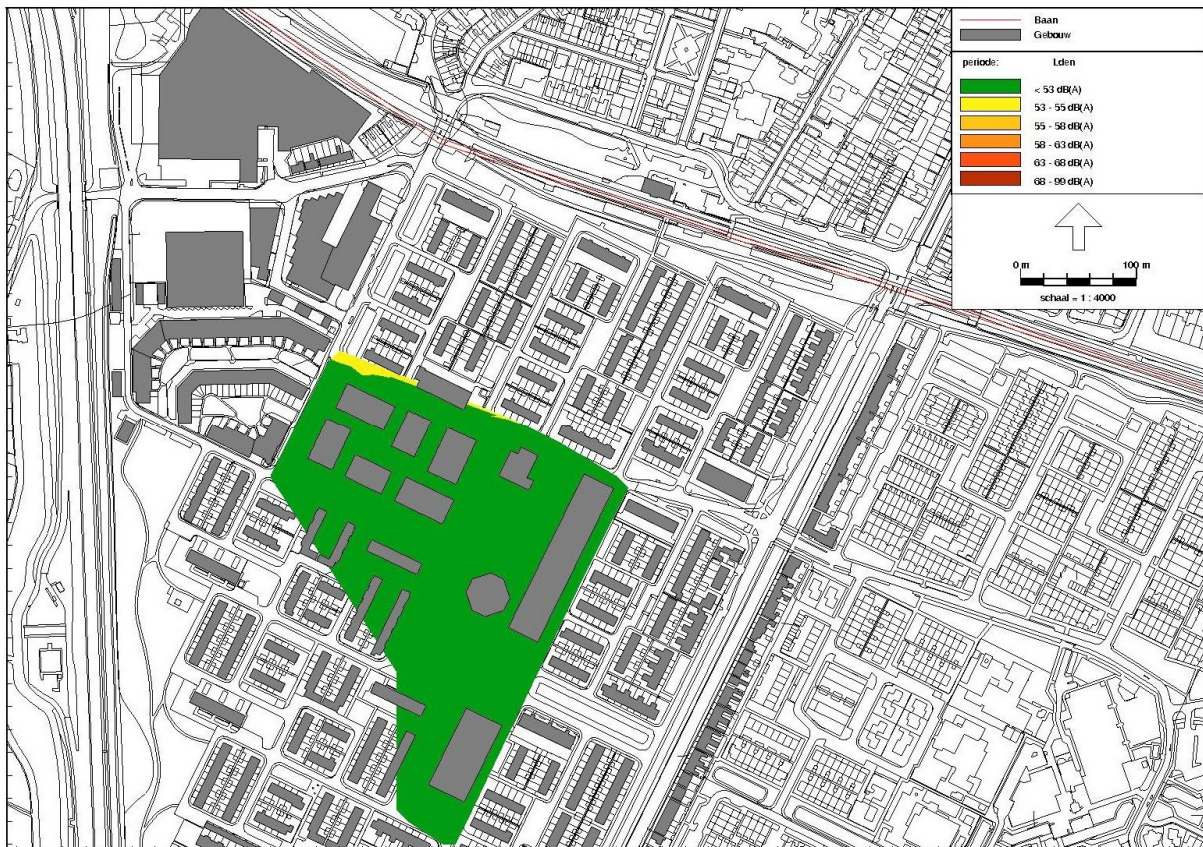 Baan
Gebouw
periode: Lden
< 53 dB(A)
53 - 55 dB(A)
55 - 58 dB(A)
58 - 63 dB(A)
63 - 68 dB(A)
68 - 99 dB(A)
0 m 100 m
schaal = 1 : 4000